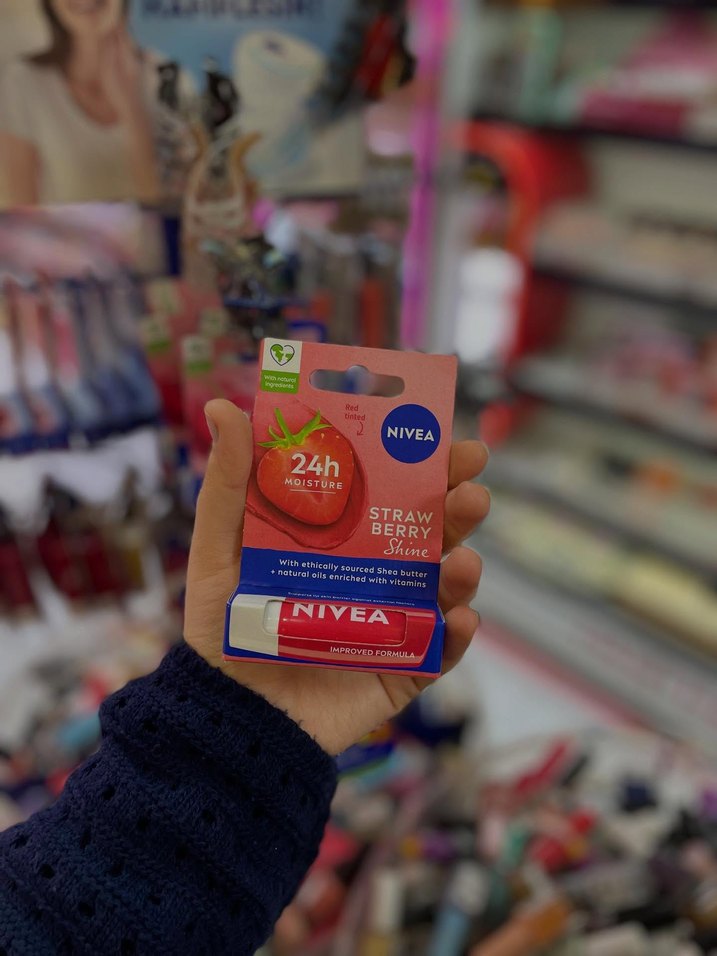 With natural
ingredients
Red
tinted
NIVEA
24h
MOISTURE
STRAW
BERRY
Shine
With ethically sourced Shea butter
+ natural oils enriched with vitamins
NIVEA
IMPROVED FORMULA